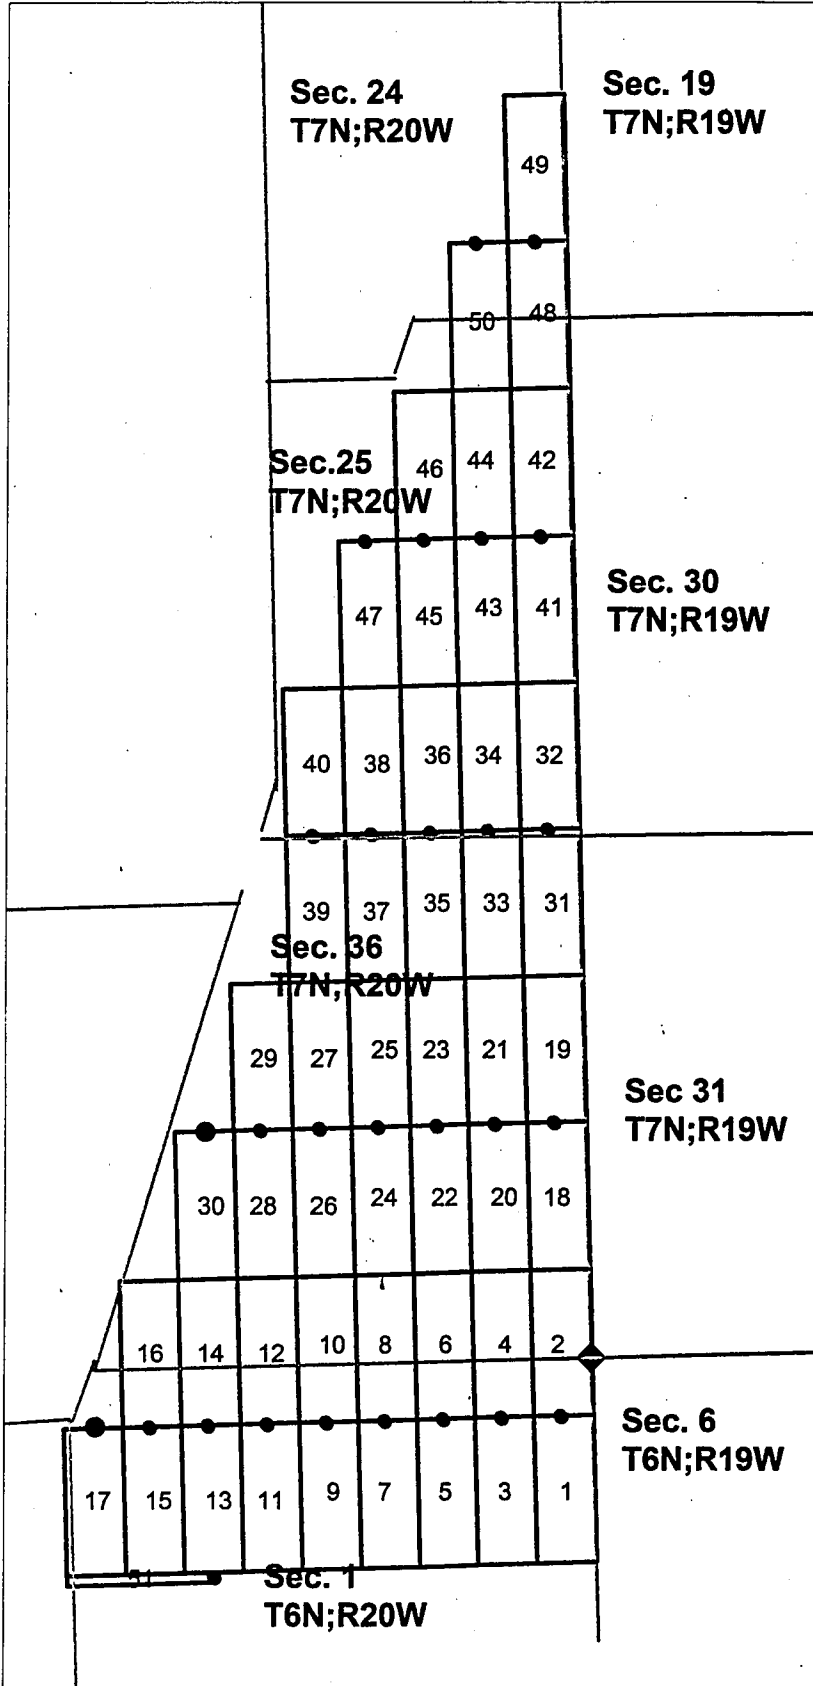 Sec. 24
T7N;R20W
Sec. 19
T7N;R19W
49
50 48
Sec.25
T7N;R20W
46 44 42
Sec. 30
T7N;R19W
47 45 43 41
40 38 36 34 32
39 37 35 33 31
Sec. 36
T7N;R20W
29 27 25 23 21 19
Sec 31
T7N;R19W
30 28 26 24 22 20 18
16 14 12 10 8 6 4 2
Sec. 6
T6N;R19W
17 15 13 11 9 7 5 3 1
Sec. 1
T6N;R20W